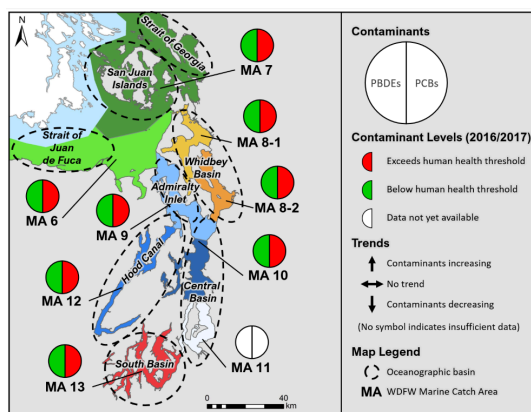 N
Strait of Georgia
San Juan
Islands
MA 7
Strait of
Juan
de Fuca
MA 8-1
Whidbey
Basin
Admiralty
Inlet
MA 6
MA 9
MA 8-2
MA 10
Hood Canal
MA 12
Central
Basin
South Basin
MA 11
MA 13
0
20
40
km
Contaminants
PBDEs
PCBs
Contaminant Levels (2016/2017)
Exceeds human health threshold
Below human health threshold
Data not yet available
Trends
Contaminants increasing
No trend
Contaminants decreasing
(No symbol indicates insufficient data)
Map Legend
Oceanographic basin
MA WDFW Marine Catch Area